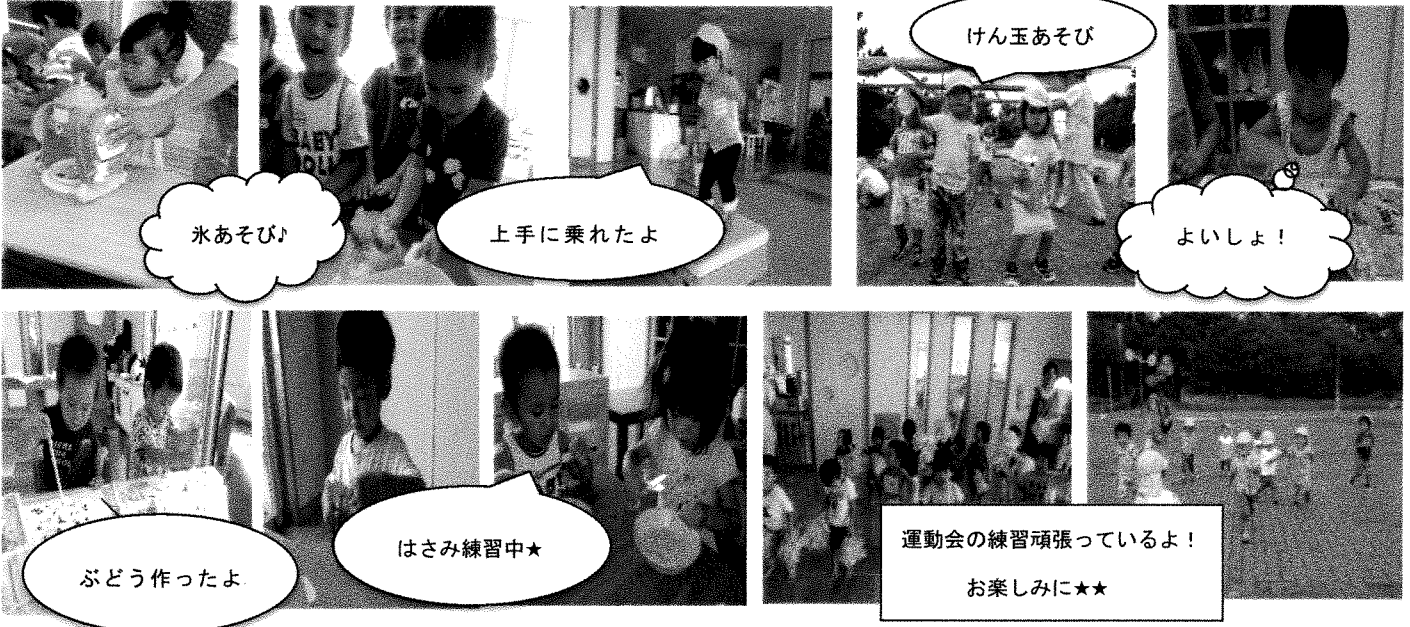 けん玉あそび
氷あそび♪
上手に乗れたよ
よいしょ！
BABY
ぶどう作ったよ
はさみ練習中★
運動会の練習頑張っているよ！
お楽しみに★★